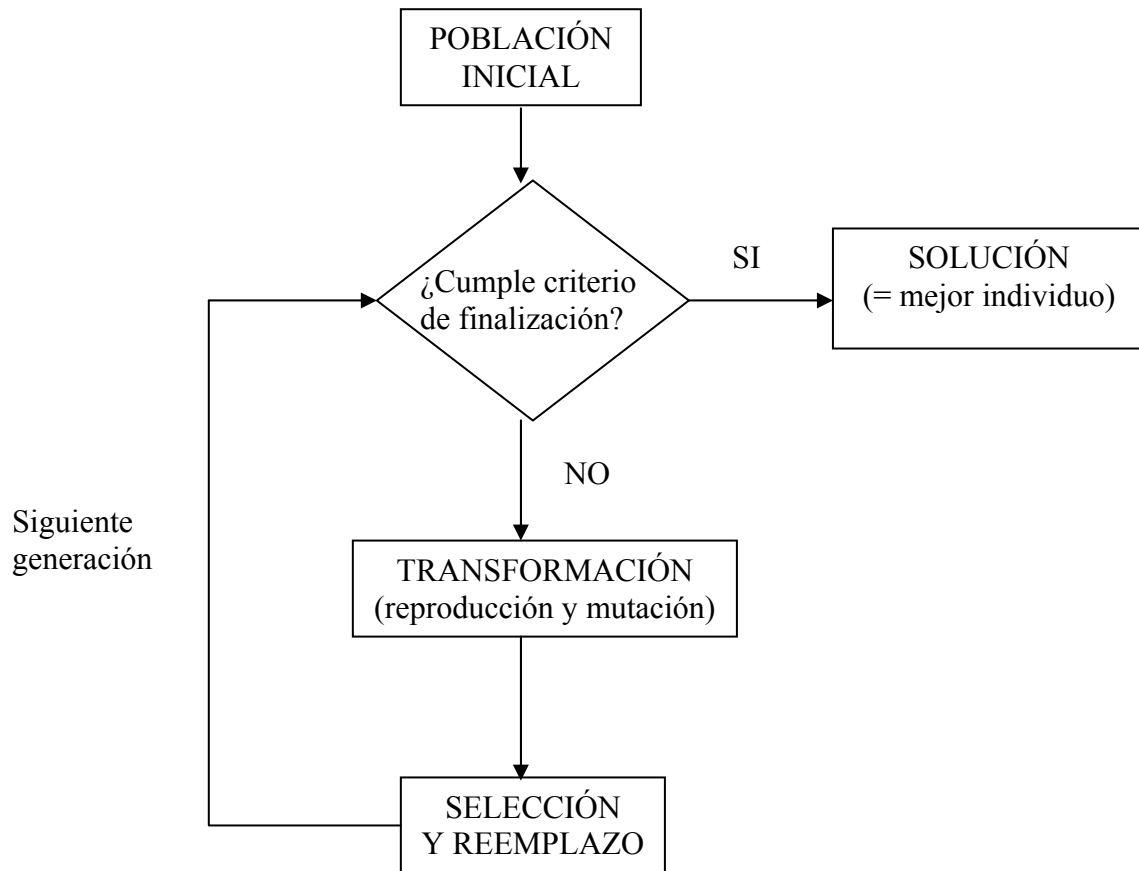 POBLACIÓN
INICIAL
¿Cumple criterio
de finalización?
SI
SOLUCIÓN
(= mejor individuo)
NO
Siguiente
generación
TRANSFORMACIÓN
(reproducción y mutación)
SELECCIÓN
Y REEMPLAZO